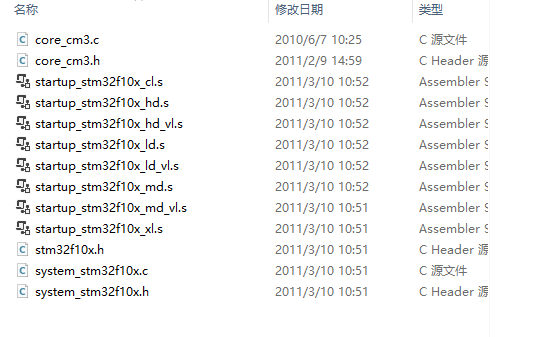 名称 修改日期 类型
core_cm3.c 2010/6/7 10:25 C 源文件
core_cm3.h 2011/2/9 14:59 C Header 源
startup_stm32f10x_cl.s 2011/3/10 10:52 Assembler S
startup_stm32f10x_hd.s 2011/3/10 10:52 Assembler S
startup_stm32f10x_hd_vl.s 2011/3/10 10:52 Assembler S
startup_stm32f10x_ld.s 2011/3/10 10:52 Assembler S
startup_stm32f10x_ld_vl.s 2011/3/10 10:52 Assembler S
startup_stm32f10x_md.s 2011/3/10 10:52 Assembler S
startup_stm32f10x_md_vl.s 2011/3/10 10:51 Assembler S
startup_stm32f10x_xl.s 2011/3/10 10:51 Assembler S
stm32f10x.h 2011/3/10 10:51 C Header 源
system_stm32f10x.c 2011/3/10 10:51 C 源文件
system_stm32f10x.h 2011/3/10 10:51 C Header 源